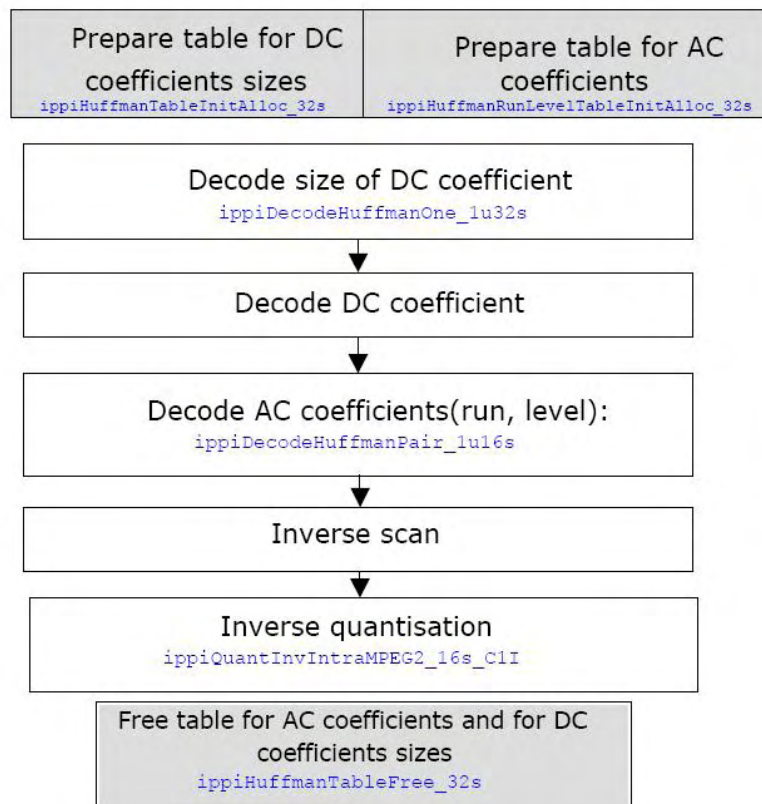 Prepare table for DC
coefficients sizes
ippiHuffmanTableInitAlloc_32s
Prepare table for AC
coefficients
ippiHuffmanRunLevelTableInitAlloc_32s
Decode size of DC coefficient
ippiDecodeHuffmanOne_1u32s
Decode DC coefficient
Decode AC coefficients(run, level):
ippiDecodeHuffmanPair_1u16s
Inverse scan
Inverse quantisation
ippiQuantInvIntraMPEG2_16s_C1I
Free table for AC coefficients and for DC
coefficients sizes
ippiHuffmanTableFree_32s